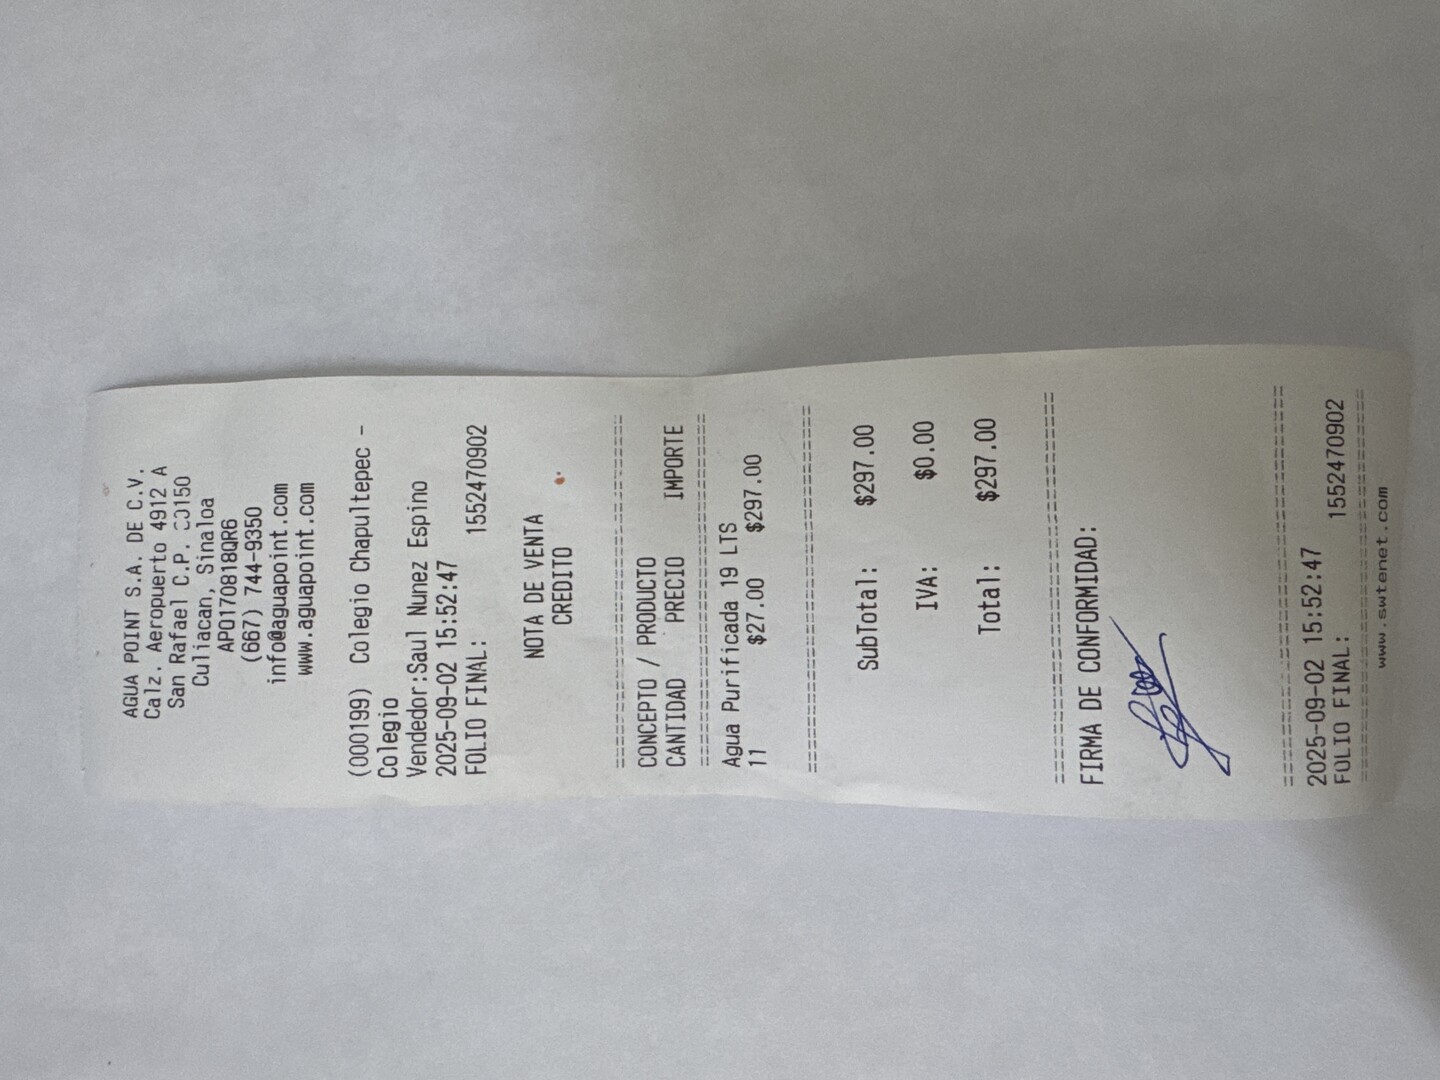 AGUA POINT S.A. DE C.V.
Calz. Aeropuerto 4912 A
San Rafael C.P.
Culiacan, Sinaloa
APO170818QR6
(667) 744-9350
info@aguapoint.com
www.aguapoint.com
(000199) Colegio Chapultepec -
Colegio
Vendedor:Saul Nunez Espino
2025-09-02 15:52:47
FOLIO FINAL: 1552470902
NOTA DE VENTA
CREDITO
CONCEPTO / PRODUCTO
CANTIDAD PRECIO IMPORTE
Agua Purificada 19 LTS
11 $27.00 $297.00
SubTotal: $297.00
IVA: $0.00
Total: $297.00
FIRMA DE CONFORMIDAD:
2025-09-02 15:52:47
FOLIO FINAL: 1552470902
www.swtenet.com